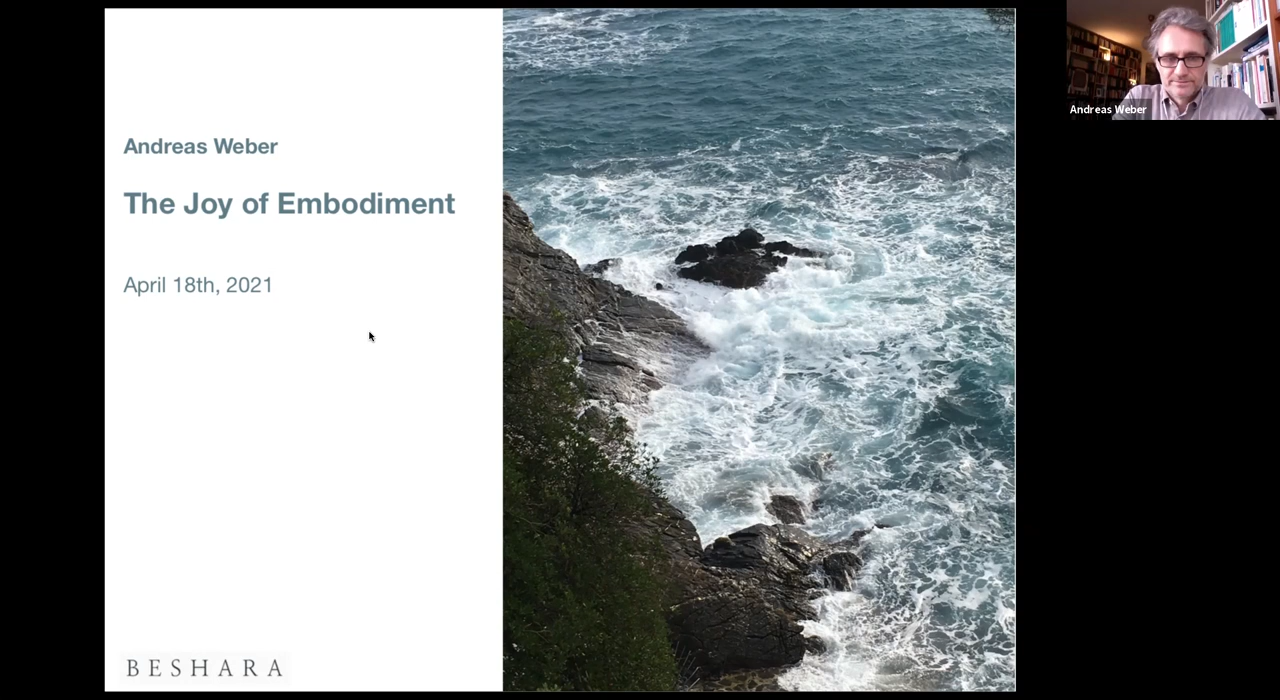 Andreas Weber
The Joy of Embodiment
April 18th, 2021
BESHARA
Andreas Weber